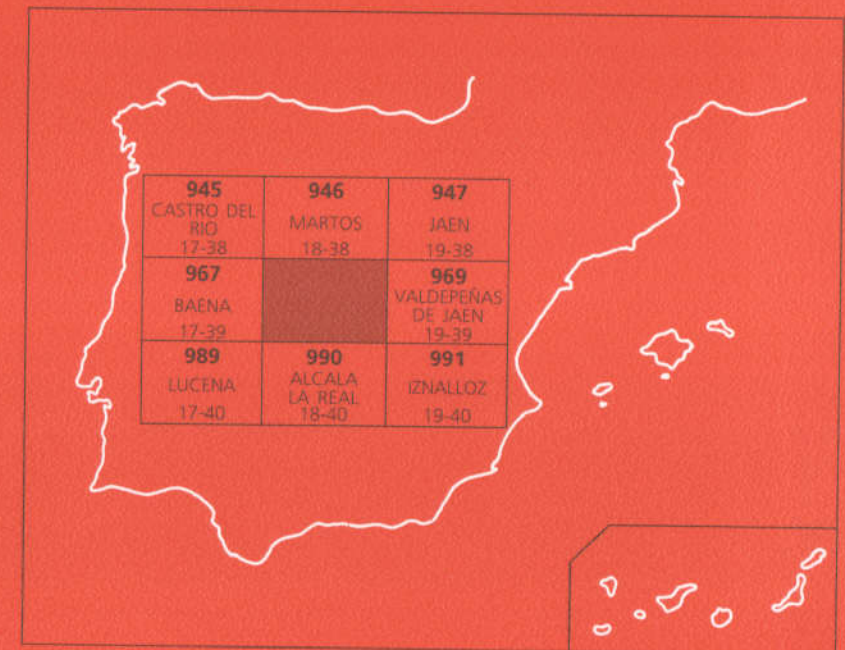 945
CASTRO DEL
RIO
17-38
946
MARTOS
18-38
947
JAEN
19-38
967
BAENA
17-39
969
VALDEPEÑAS
DE JAEN
19-39
989
LUCENA
17-40
990
ALCALA
LA REAL
18-40
991
IZNALLOZ
19-40